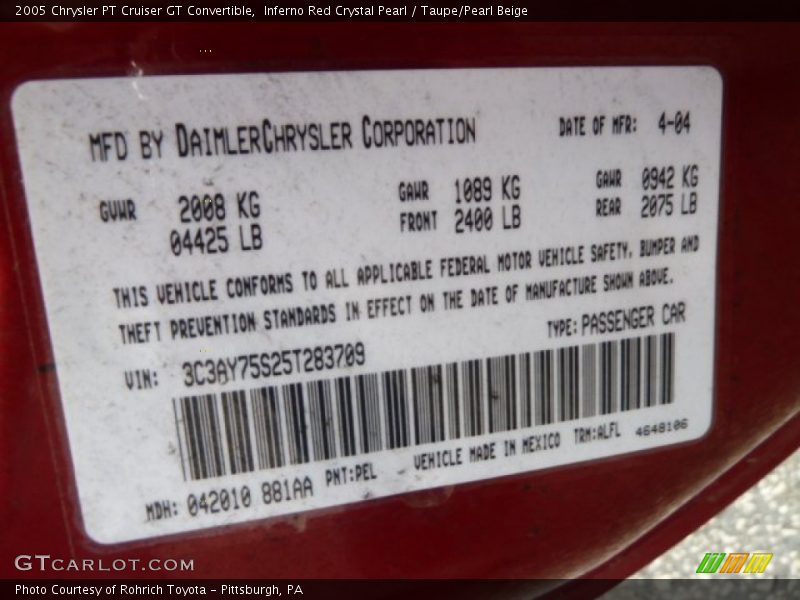 2005 Chrysler PT Cruiser GT Convertible,  Inferno Red Crystal Pearl / Taupe/Pearl Beige
...
MFD BY DAIMLERCHRYSLER CORPORATION DATE OF MFR: 4-04
GVWR 2008 KG GAWR 1089 KG GAWR 0942 KG
04425 LB FRONT 2400 LB REAR 2075 LB
THIS VEHICLE CONFORMS TO ALL APPLICABLE FEDERAL MOTOR VEHICLE SAFETY, BUMPER AND
THEFT PREVENTION STANDARDS IN EFFECT ON THE DATE OF MANUFACTURE SHOWN ABOVE.
VIN: 3C3AY75S25T283709 TYPE: PASSENGER CAR
MDH: 042010 881AA PNT:PEL VEHICLE MADE IN MEXICO TRM:ALFL 4648106
GTCARLOT.COM
Photo Courtesy of Rohrich Toyota - Pittsburgh, PA